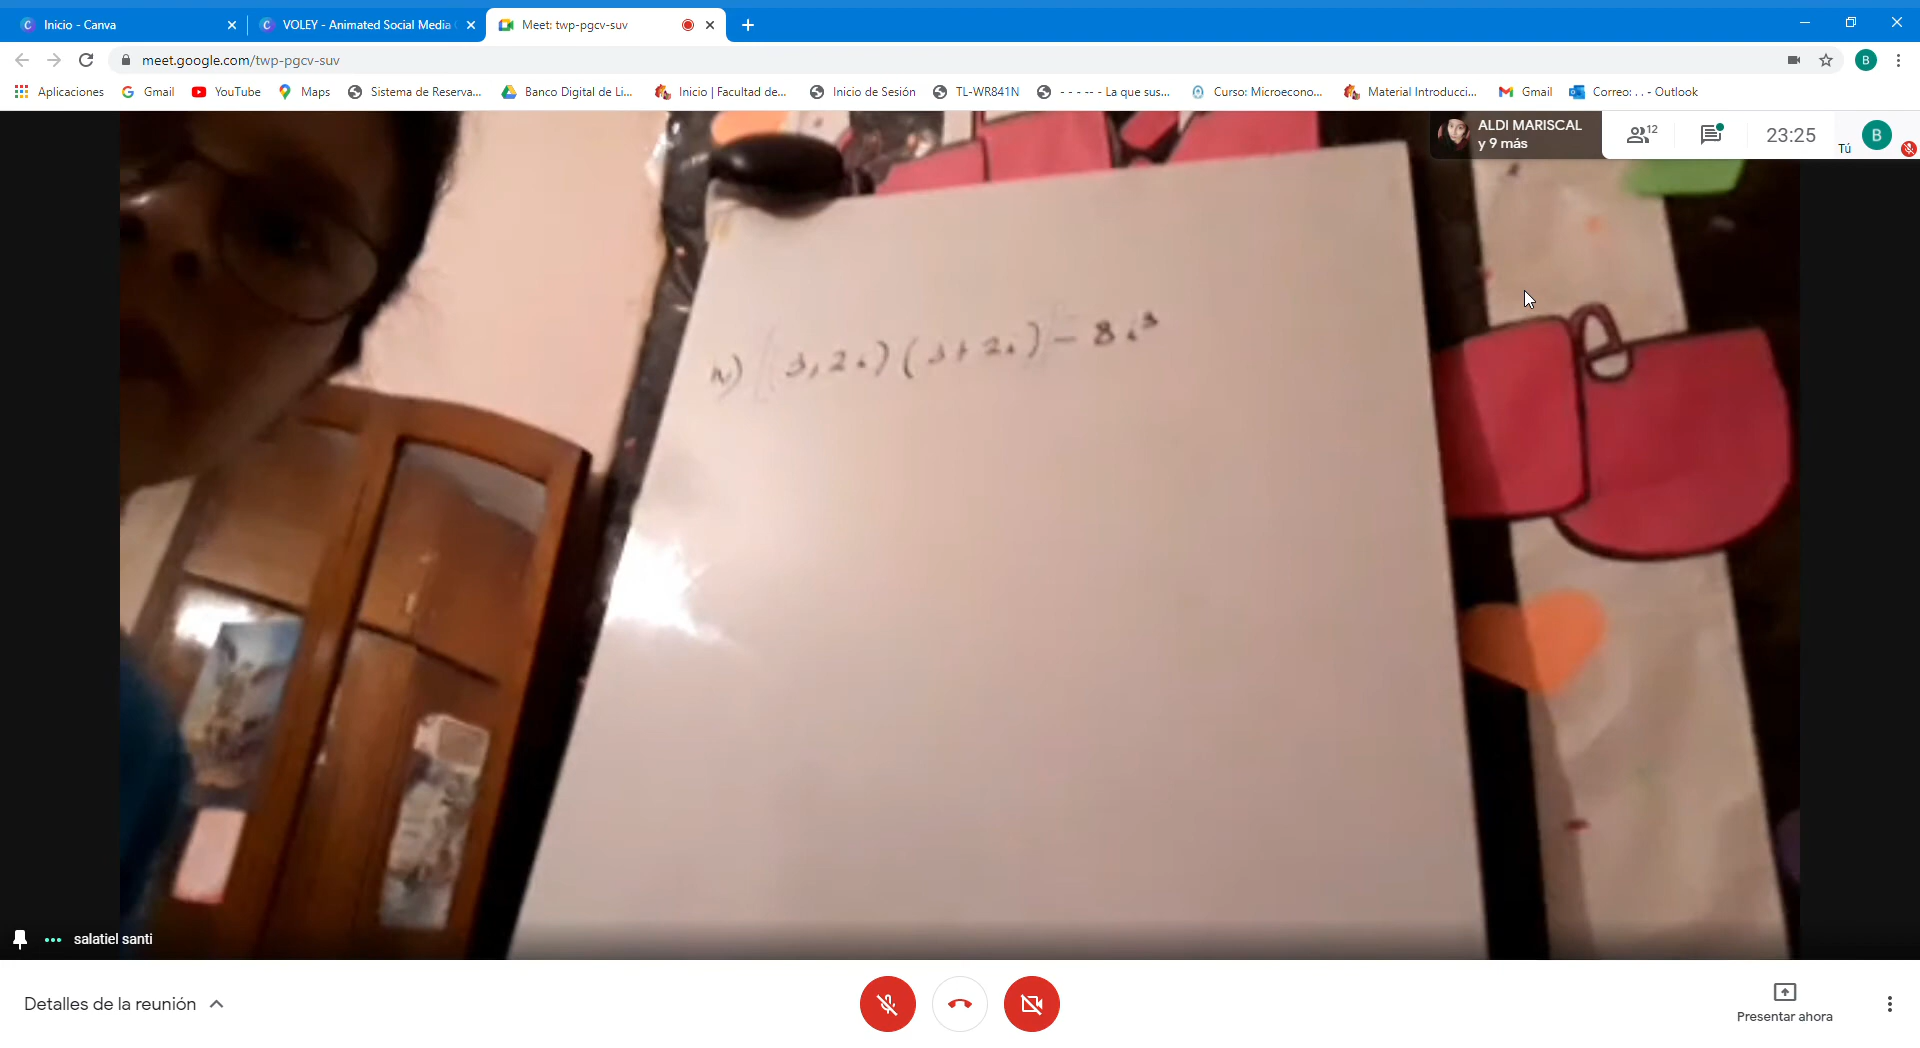 Inicio - Canva
VOLEY - Animated Social Media
Meet: twp-pgcv-suv
meet.google.com/twp-pgcv-suv
B
Aplicaciones
Gmail
YouTube
Maps
Sistema de Reserva...
Banco Digital de Li...
Inicio | Facultad de...
Inicio de Sesión
TL-WR841N
- - - -- - La que sus...
Curso: Microecono...
Material Introducci...
Gmail
Correo: . . - Outlook
ALDI MARISCAL
y 9 más
12
23:25
Tú
B
(3+2i) - 8i³
salatiel santi
Detalles de la reunión
Presentar ahora